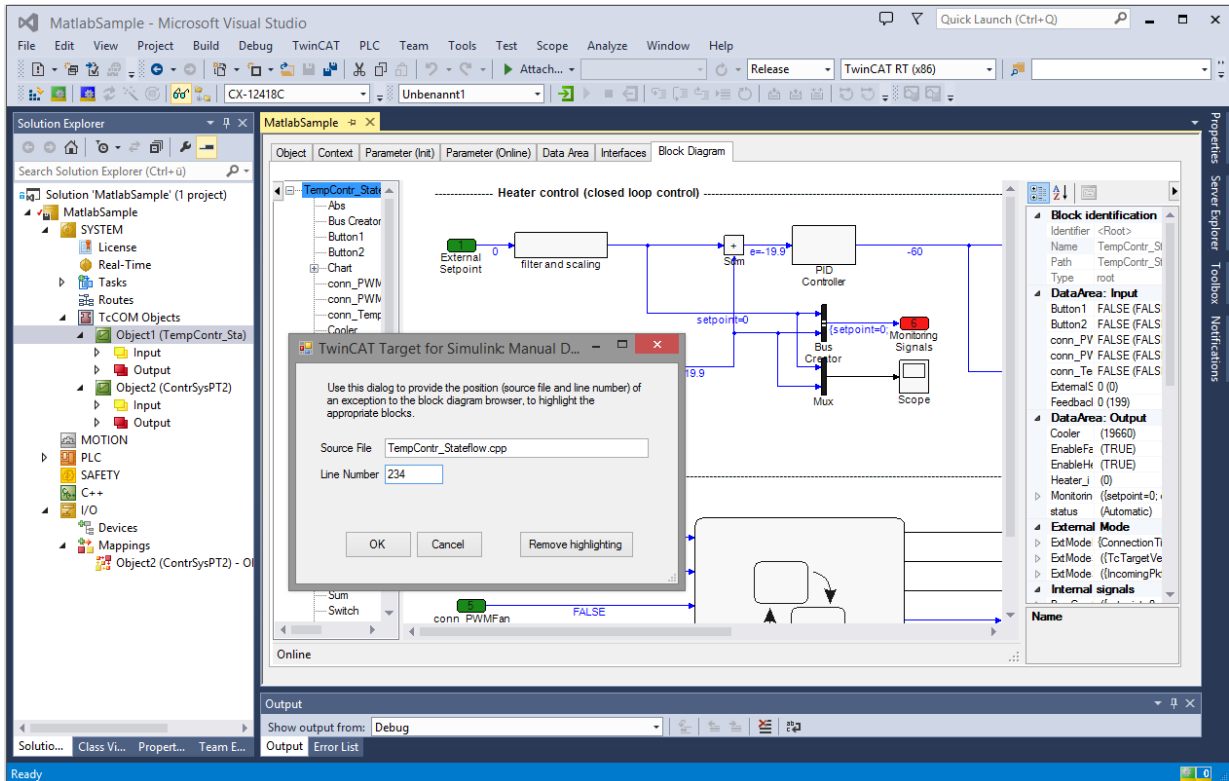 MatlabSample - Microsoft Visual Studio
Quick Launch (Ctrl+Q)
File Edit View Project Build Debug TwinCAT PLC Team Tools Test Scope Analyze Window Help
Attach... Release TwinCAT RT (x86)
CX-12418C Unbenannt1
Solution Explorer
Search Solution Explorer (Ctrl+ü)
Solution 'MatlabSample' (1 project)
MatlabSample
SYSTEM
License
Real-Time
Tasks
Routes
TcCOM Objects
Object1 (TempContr_Sta)
Input
Output
Object2 (ContrSysPT2)
Input
Output
MOTION
PLC
SAFETY
C++
I/O
Devices
Mappings
Object2 (ContrSysPT2) - Ol
Solutio... Class Vi... Propert... Team E...
MatlabSample
Object Context Parameter (Init) Parameter (Online) Data Area Interfaces Block Diagram
TempContr_State
Abs
Bus Creator
Button1
Button2
Chart
conn_PWM
conn_PWM
conn_Temp
Cooler
Sum
Switch
Heater control (closed loop control)
1
External
Setpoint
0
filter and scaling
+
Sum
e=-19.9
PID
Controller
-60
setpoint=0
{setpoint=0;
6
Monitoring
Signals
Bus
Creator
19.9
Mux
Scope
5
conn_PWMFan
FALSE
TwinCAT Target for Simulink: Manual D...
Use this dialog to provide the position (source file and line number) of
an exception to the block diagram browser, to highlight the
appropriate blocks.
Source File TempContr_Stateflow.cpp
Line Number 234
OK Cancel Remove highlighting
Block identification
Identifier <Root>
Name TempContr_St
Path TempContr_St
Type root
DataArea: Input
Button1 FALSE (FALS
Button2 FALSE (FALS
conn_PV FALSE (FALS
conn_PV FALSE (FALS
conn_Te FALSE (FALS
ExternalS 0 (0)
Feedbacl 0 (199)
DataArea: Output
Cooler (19660)
EnableFa (TRUE)
EnableHe (TRUE)
Heater_i (0)
Monitorin ({setpoint=0;
status (Automatic)
External Mode
ExtMode {ConnectionTi
ExtMode. ({TcTargetVe
ExtMode. ({IncomingPk
Internal signals
Name
Online
Properties
Server Explorer
Toolbox
Notifications
Output
Show output from: Debug
Output Error List
Ready
0